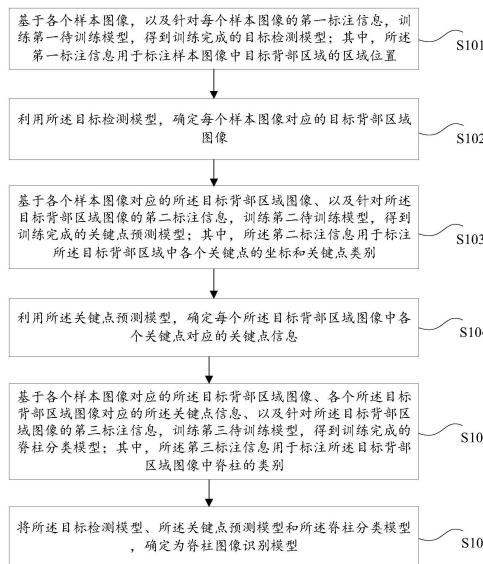 基于各个样本图像，以及针对每个样本图像的第一标注信息，训
练第一待训练模型，得到训练完成的目标检测模型；其中，所述
第一标注信息用于标注样本图像中目标背部区域的区域位置
S101
利用所述目标检测模型，确定每个样本图像对应的目标背部区域
图像
S102
基于各个样本图像对应的所述目标背部区域图像、以及针对所述
目标背部区域图像的第二标注信息，训练第二待训练模型，得到
训练完成的关键点预测模型；其中，所述第二标注信息用于标注
所述目标背部区域中各个关键点的坐标和关键点类别
S103
利用所述关键点预测模型，确定每个所述目标背部区域图像中各
个关键点对应的关键点信息
S104
基于各个样本图像对应的所述目标背部区域图像、各个所述目标
背部区域图像对应的所述关键点信息、以及针对所述目标背部区
域图像的第三标注信息，训练第三待训练模型，得到训练完成的
脊柱分类模型；其中，所述第三标注信息用于标注所述目标背部
区域图像中脊柱的类别
S10
将所述目标检测模型、所述关键点预测模型和所述脊柱分类模型
，确定为脊柱图像识别模型
S10